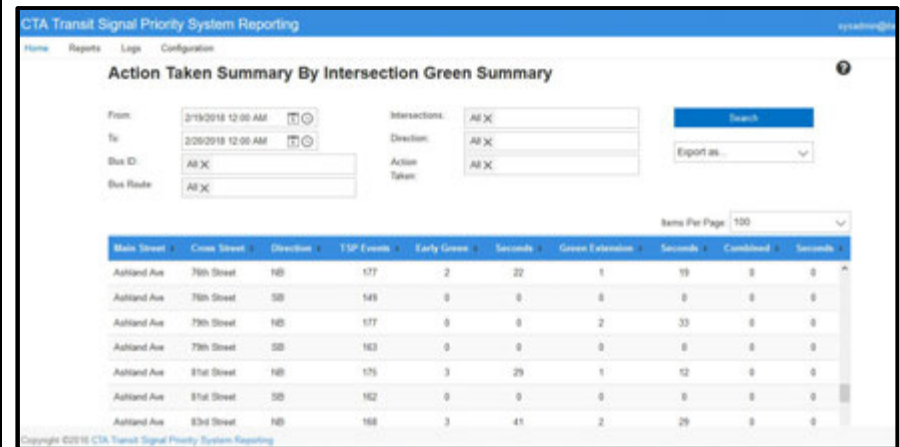 CTA Transit Signal Priority System Reporting
Home Reports Logs Configuration
Action Taken Summary By Intersection Green Summary
From: 2/19/2018 12:00 AM Intersections: All X Search
To: 2/20/2018 12:00 AM Direction: All X Export as...
Bus ID: All X Action Taken: All X
Bus Route: All X
Items Per Page: 100
Main Street Cross Street Direction TSP Events Early Green Seconds Green Extension Seconds Combined Seconds
Ashland Ave 76th Street NB 177 2 22 1 19 0 0
Ashland Ave 76th Street SB 149 0 0 0 0 0 0
Ashland Ave 79th Street NB 177 0 0 2 33 0 0
Ashland Ave 79th Street SB 163 0 0 0 0 0 0
Ashland Ave 81st Street NB 175 3 29 1 12 0 0
Ashland Ave 81st Street SB 162 0 0 0 0 0 0
Ashland Ave 83rd Street NB 168 3 41 2 29 0 0
Copyright ©2016 CTA Transit Signal Priority System Reporting